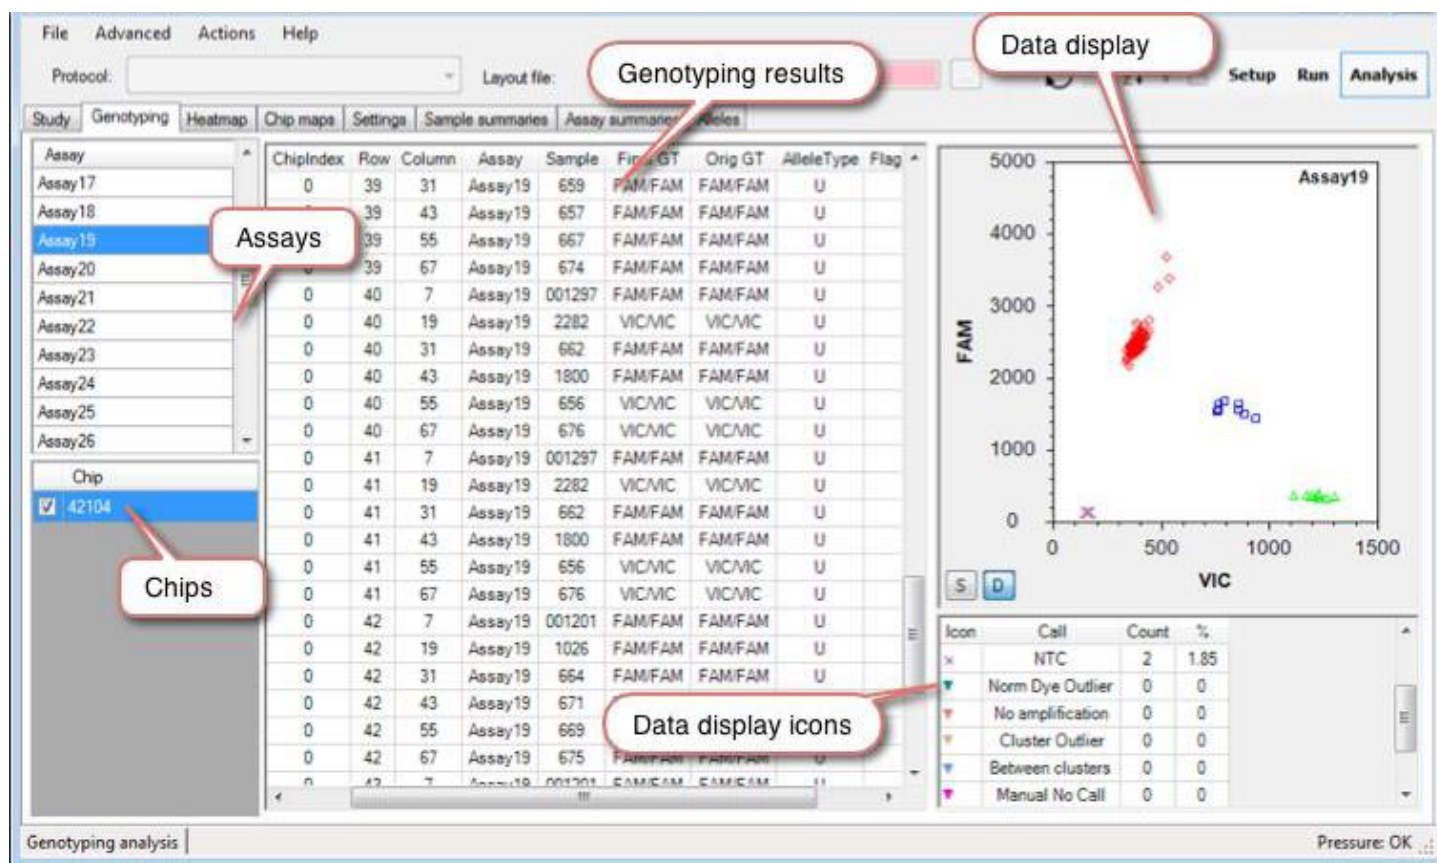 File Advanced Actions Help
Data display
Protocol: Layout file: Genotyping results Setup Run Analysis
Study Genotyping Heatmap Chip maps Settings Sample summaries Assay summaries Alleles
Assay
Assay17
Assay18
Assay19
Assay20
Assay21
Assay22
Assay23
Assay24
Assay25
Assay26
Assays
Chip
42104
Chips
ChipIndex Row Column Assay Sample Final GT Orig GT AlleleType Flag
0 39 31 Assay19 659 FAM/FAM FAM/FAM U
39 43 Assay19 657 FAM/FAM FAM/FAM U
39 55 Assay19 667 FAM/FAM FAM/FAM U
39 67 Assay19 674 FAM/FAM FAM/FAM U
0 40 7 Assay19 001297 FAM/FAM FAM/FAM U
0 40 19 Assay19 2282 VIC/VIC VIC/VIC U
0 40 31 Assay19 662 FAM/FAM FAM/FAM U
0 40 43 Assay19 1800 FAM/FAM FAM/FAM U
0 40 55 Assay19 656 VIC/VIC VIC/VIC U
0 40 67 Assay19 676 VIC/VIC VIC/VIC U
0 41 7 Assay19 001297 FAM/FAM FAM/FAM U
0 41 19 Assay19 2282 VIC/VIC VIC/VIC U
0 41 31 Assay19 662 FAM/FAM FAM/FAM U
0 41 43 Assay19 1800 FAM/FAM FAM/FAM U
0 41 55 Assay19 656 VIC/VIC VIC/VIC U
0 41 67 Assay19 676 VIC/VIC VIC/VIC U
0 42 7 Assay19 001201 FAM/FAM FAM/FAM U
0 42 19 Assay19 1026 FAM/FAM FAM/FAM U
0 42 31 Assay19 664 FAM/FAM FAM/FAM U
0 42 43 Assay19 671
0 42 55 Assay19 669
0 42 67 Assay19 675 FAM/FAM FAM/FAM U
Data display icons
Assay19
5000
4000
3000
2000
1000
0
FAM
0 500 1000 1500
VIC
S D
Icon Call Count %
NTC 2 1.85
Norm Dye Outlier 0 0
No amplification 0 0
Cluster Outlier 0 0
Between clusters 0 0
Manual No Call 0 0
Genotyping analysis Pressure: OK